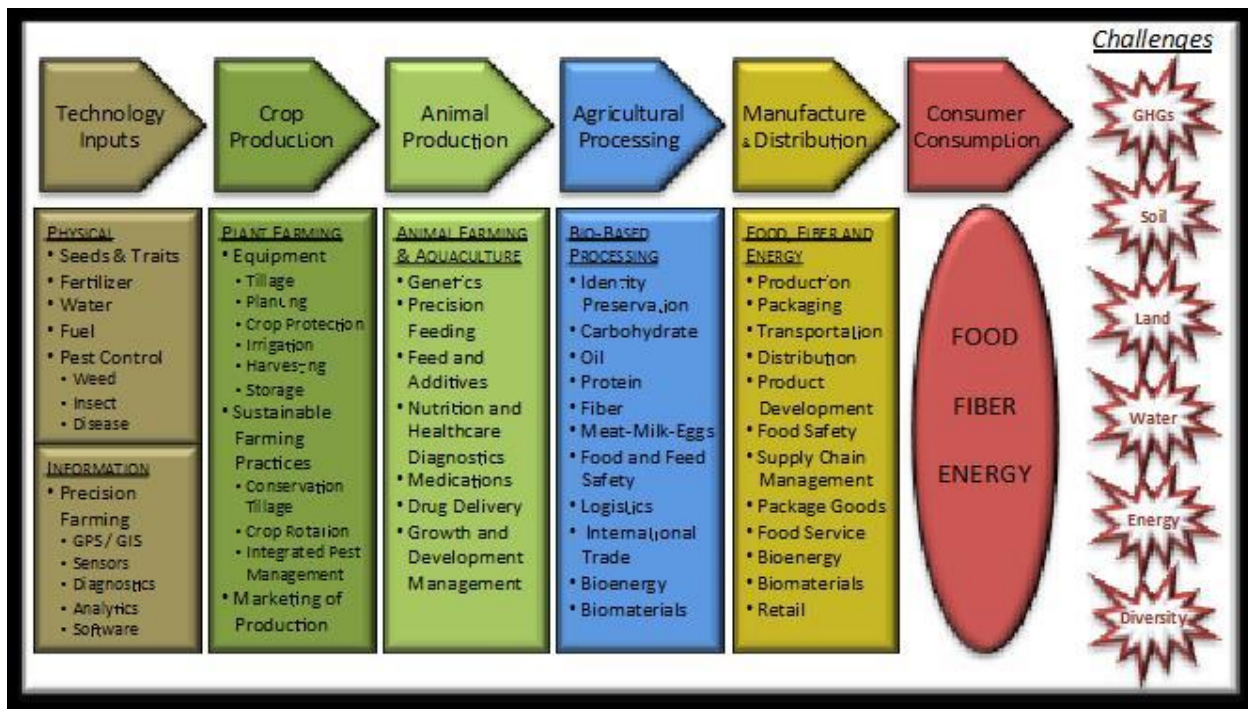 Challenges
Technology
Inputs
Crop
Production
Animal
Production
Agricultural
Processing
Manufacture
& Distribution
Consumer
Consumption
PHYSICAL
• Seeds & Traits
• Fertilizer
• Water
• Fuel
• Pest Control
• Weed
• Insect
• Disease
INFORMATION
• Precision
Farming
• GPS / GIS
• Sensors
• Diagnostics
• Analytics
• Software
PLANT FARMING
• Equipment
• Tillage
• Planting
• Crop Protection
• Irrigation
• Harvesting
• Storage
• Sustainable
Farming
Practices
• Conservation
Tillage
• Crop Rotation
• Integrated Pest
Management
• Marketing of
Production
ANIMAL FARMING
& AQUACULTURE
• Genetics
• Precision
Feeding
• Feed and
Additives
• Nutrition and
Healthcare
Diagnostics
• Medications
• Drug Delivery
• Growth and
Development
Management
BIO-BASED
PROCESSING
• Identity
Preservation
• Carbohydrate
• Oil
• Protein
• Fiber
• Meat-Milk-Eggs
• Food and Feed
Safety
• Logistics
• International
Trade
• Bioenergy
• Biomaterials
FOOD, FIBER AND
ENERGY
• Production
• Packaging
• Transportation
• Distribution
• Product
Development
• Food Safety
• Supply Chain
Management
• Package Goods
• Food Service
• Bioenergy
• Biomaterials
• Retail
FOOD
FIBER
ENERGY
GHGs
Soil
Land
Water
Energy
Diversity